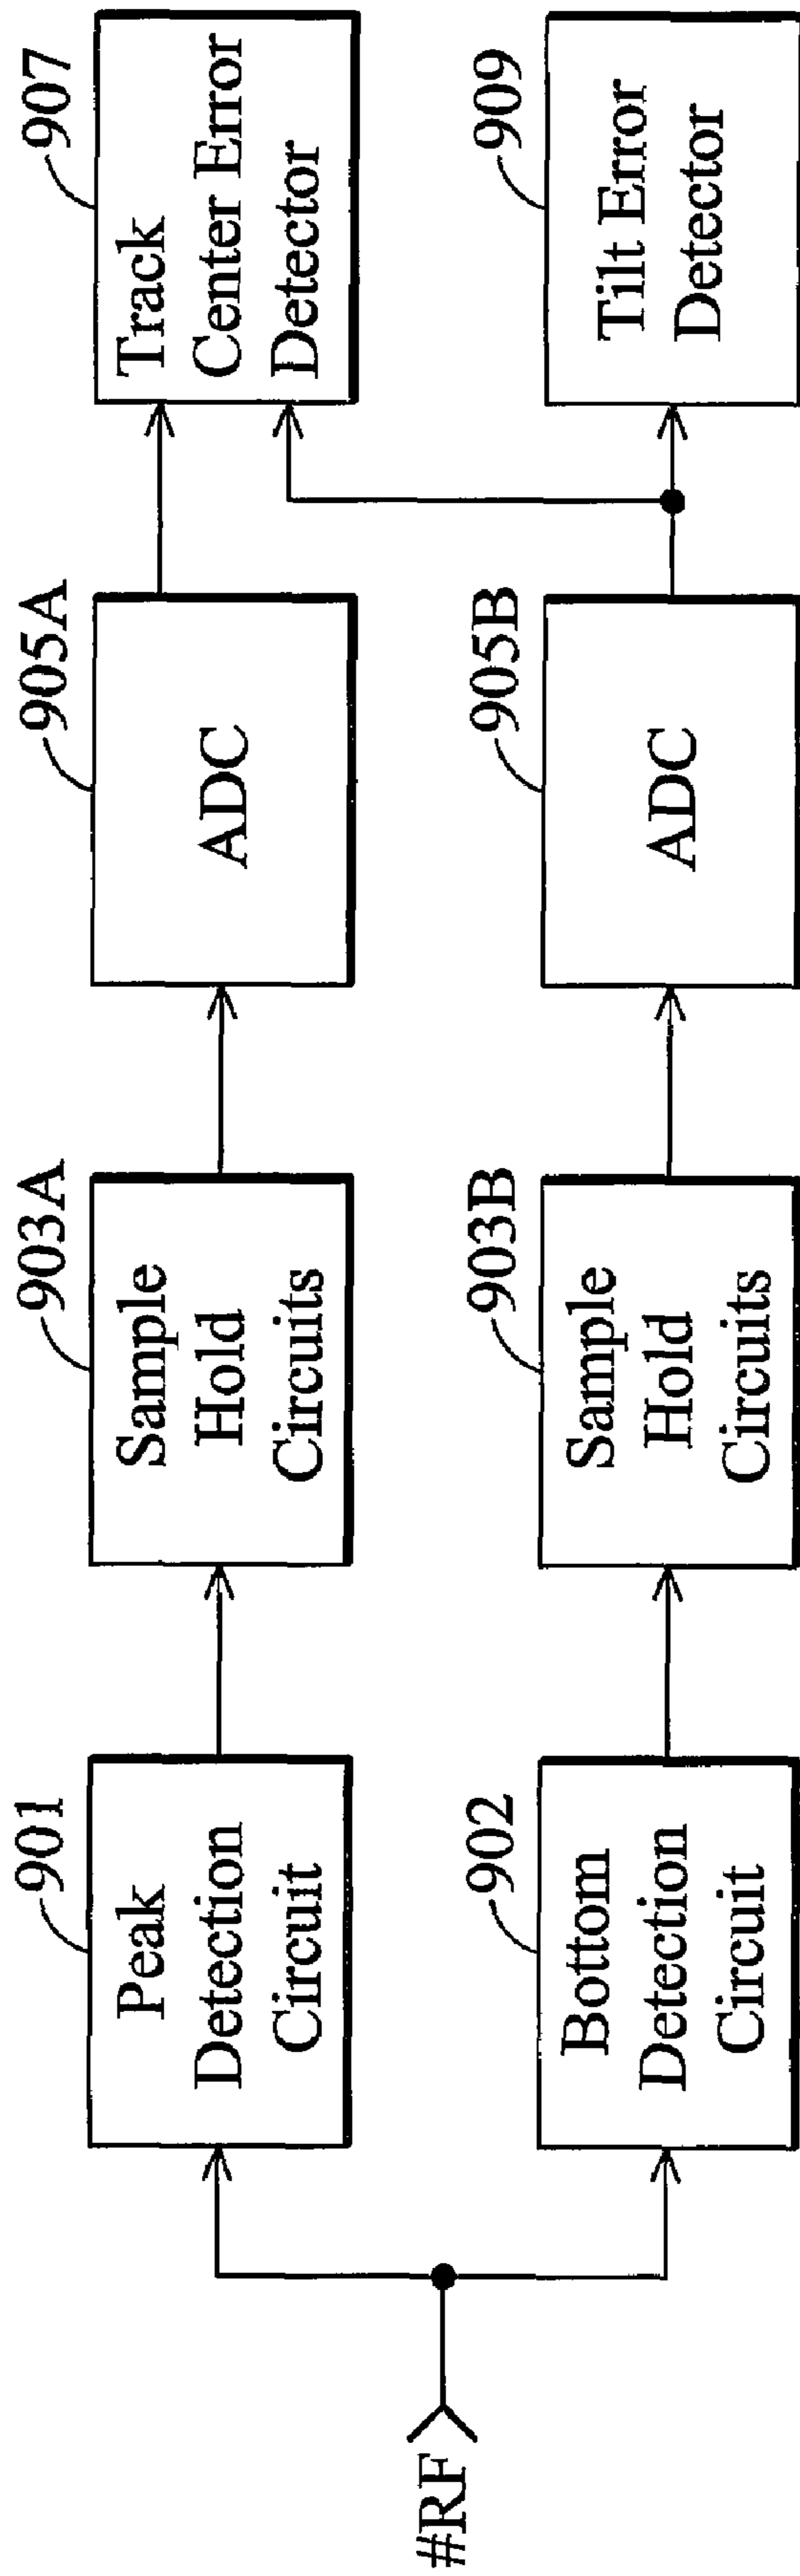 #RF
901
Peak
Detection
Circuit
903A
Sample
Hold
Circuits
905A
ADC
907
Track
Center Error
Detector
902
Bottom
Detection
Circuit
903B
Sample
Hold
Circuits
905B
ADC
909
Tilt Error
Detector